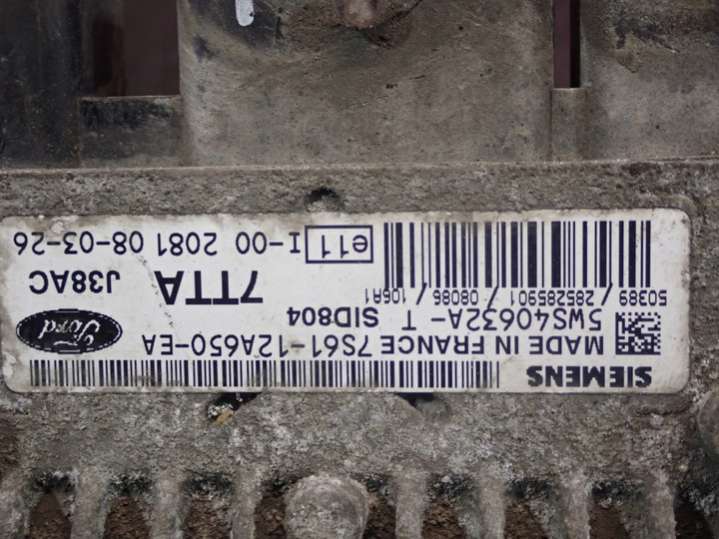 SIEMENS
MADE IN FRANCE 7S61-12A650-EA
5WS40632A-T SID804
50389 / 285285901 / 08086 / 106A1
Ford
7TTA J38AC
e11 I-00 2081 08-03-26